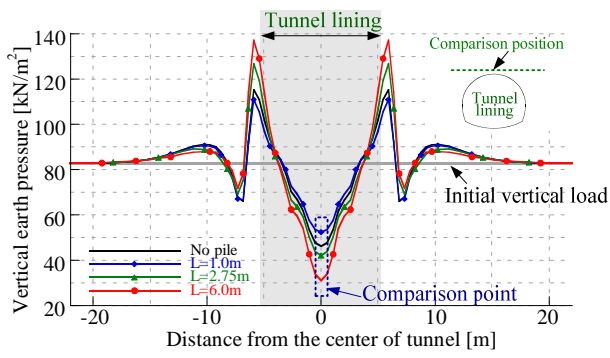 Tunnel lining
140
120
100
80
60
40
20
Vertical earth pressure [kN/m²]
Comparison position
Tunnel
lining
Initial vertical load
No pile
L=1.0m
L=2.75m
L=6.0m
Comparison point
-20
-10
0
10
20
Distance from the center of tunnel [m]